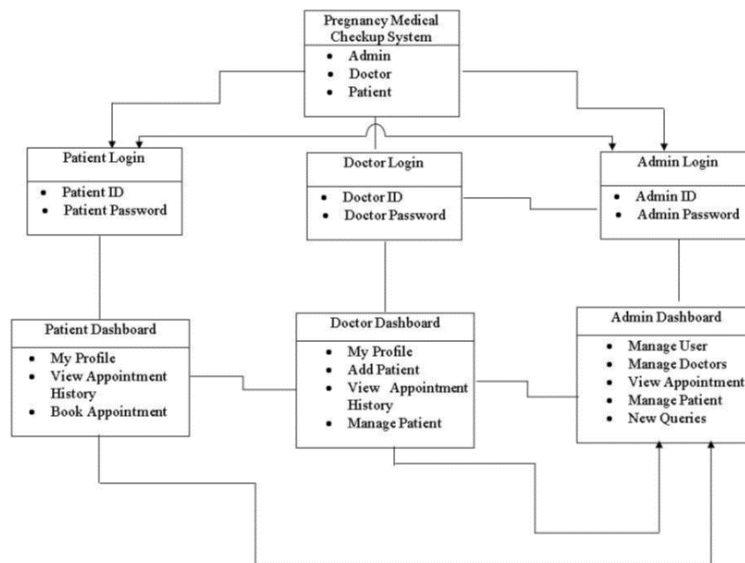 Pregnancy Medical
Checkup System
• Admin
• Doctor
• Patient
Patient Login
• Patient ID
• Patient Password
Doctor Login
• Doctor ID
• Doctor Password
Admin Login
• Admin ID
• Admin Password
Patient Dashboard
• My Profile
• View Appointment
History
• Book Appointment
Doctor Dashboard
• My Profile
• Add Patient
• View Appointment
History
• Manage Patient
Admin Dashboard
• Manage User
• Manage Doctors
• View Appointment
• Manage Patient
• New Queries